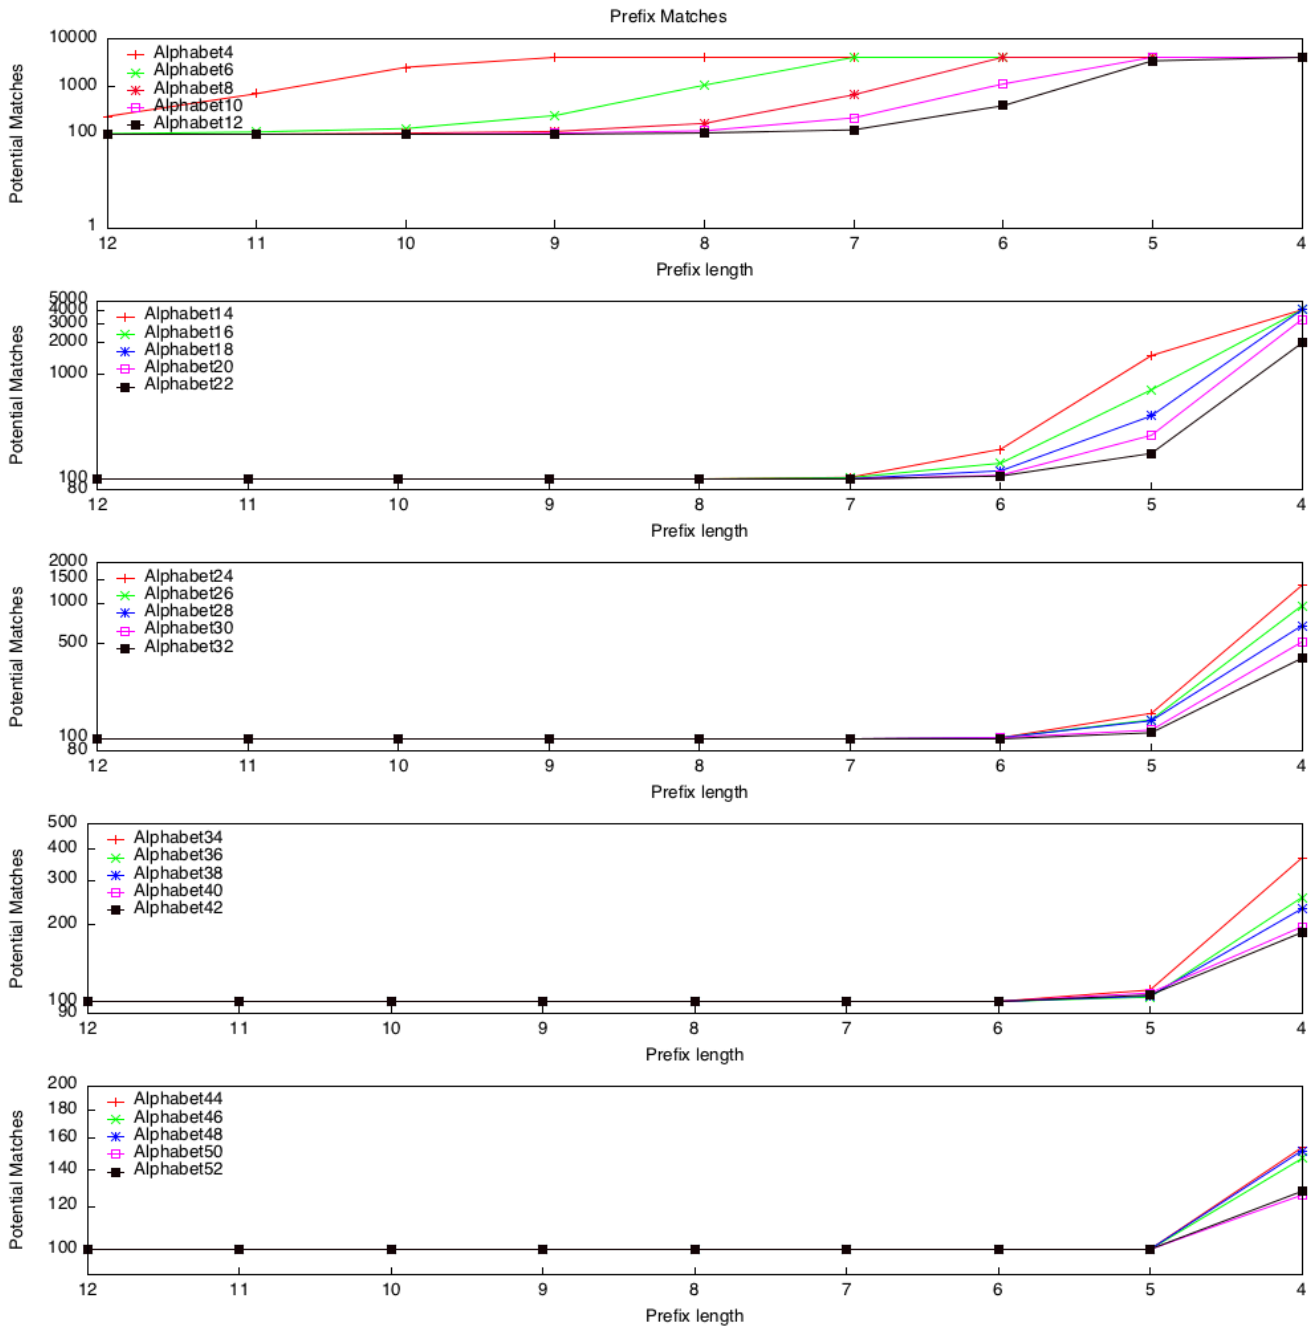 Prefix Matches
Potential Matches
10000
1000
100
1
Alphabet4
Alphabet6
Alphabet8
Alphabet10
Alphabet12
12 11 10 9 8 7 6 5 4
Prefix length
Potential Matches
5000
4000
3000
2000
1000
100
80
Alphabet14
Alphabet16
Alphabet18
Alphabet20
Alphabet22
12 11 10 9 8 7 6 5 4
Prefix length
Potential Matches
2000
1500
1000
500
100
80
Alphabet24
Alphabet26
Alphabet28
Alphabet30
Alphabet32
12 11 10 9 8 7 6 5 4
Prefix length
Potential Matches
500
400
300
200
100
90
Alphabet34
Alphabet36
Alphabet38
Alphabet40
Alphabet42
12 11 10 9 8 7 6 5 4
Prefix length
Potential Matches
200
180
160
140
120
100
Alphabet44
Alphabet46
Alphabet48
Alphabet50
Alphabet52
12 11 10 9 8 7 6 5 4
Prefix length